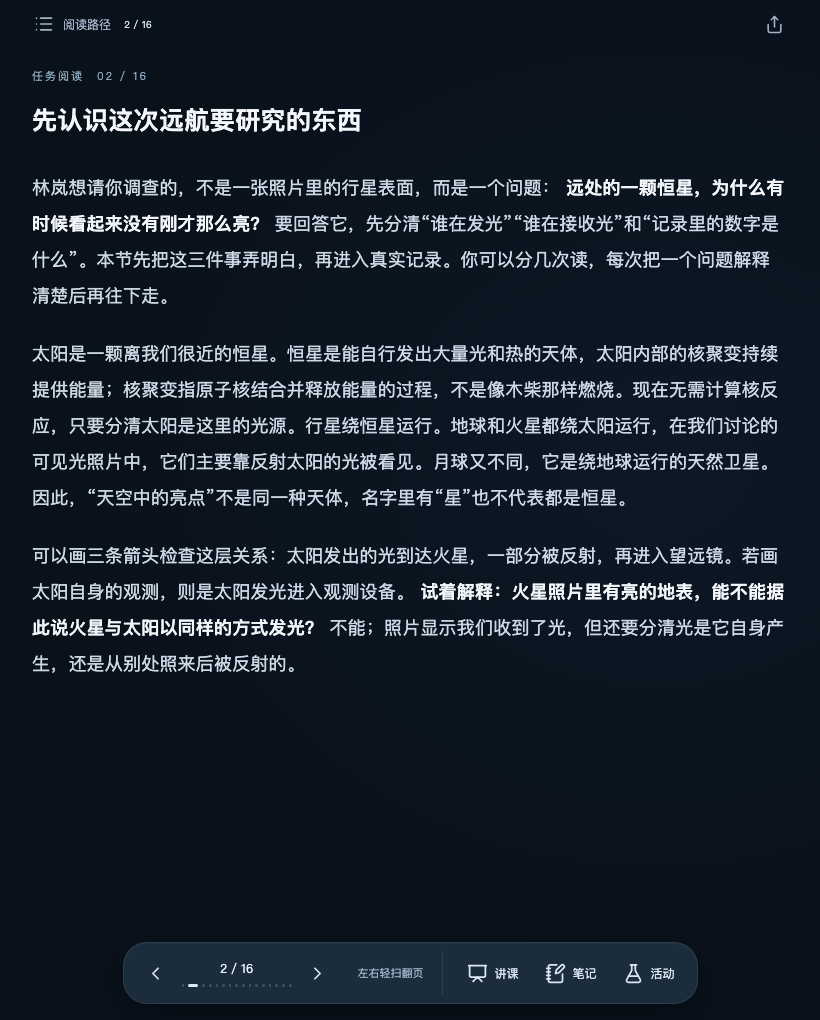 阅读路径 2 / 16
任务阅读 02 / 16
先认识这次远航要研究的东西
林岚想请你调查的，不是一张照片里的行星表面，而是一个问题： 远处的一颗恒星，为什么有
时候看起来没有刚才那么亮？ 要回答它，先分清“谁在发光”“谁在接收光”和“记录里的数字是
什么”。本节先把这三件事弄明白，再进入真实记录。你可以分几次读，每次把一个问题解释
清楚后再往下走。
太阳是一颗离我们很近的恒星。恒星是能自行发出大量光和热的天体，太阳内部的核聚变持续
提供能量；核聚变指原子核结合并释放能量的过程，不是像木柴那样燃烧。现在无需计算核反
应，只要分清太阳是这里的光源。行星绕恒星运行。地球和火星都绕太阳运行，在我们讨论的
可见光照片中，它们主要靠反射太阳的光被看见。月球又不同，它是绕地球运行的天然卫星。
因此，“天空中的亮点”不是同一种天体，名字里有“星”也不代表都是恒星。
可以画三条箭头检查这层关系：太阳发出的光到达火星，一部分被反射，再进入望远镜。若画
太阳自身的观测，则是太阳发光进入观测设备。 试着解释：火星照片里有亮的地表，能不能据
此说火星与太阳以同样的方式发光？ 不能；照片显示我们收到了光，但还要分清光是它自身产
生，还是从别处照来后被反射的。
2 / 16
左右轻扫翻页
讲课
笔记
活动